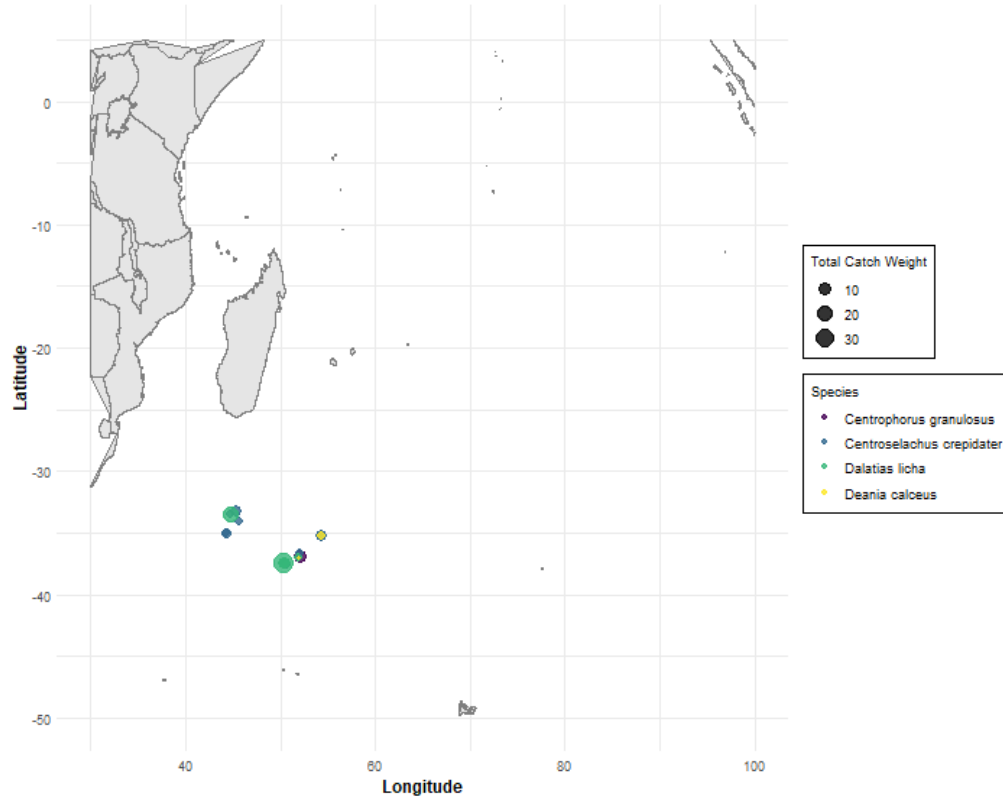 0
-10
-20
-30
-40
-50
Latitude
40
60
80
100
Longitude
Total Catch Weight
10
20
30
Species
Centrophorus granulosus
Centroselachus crepidater
Dalatias licha
Deania calceus